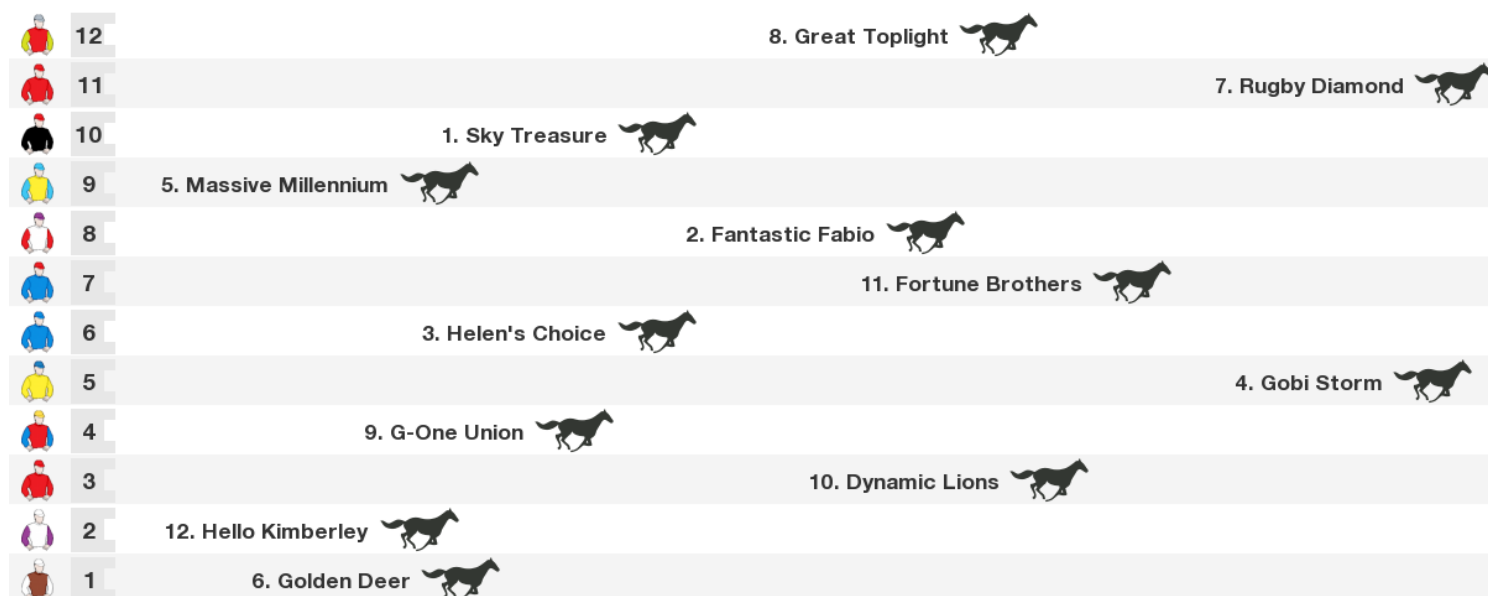 12 8. Great Toplight
11 7. Rugby Diamond
10 1. Sky Treasure
9 5. Massive Millennium
8 2. Fantastic Fabio
7 11. Fortune Brothers
6 3. Helen's Choice
5 4. Gobi Storm
4 9. G-One Union
3 10. Dynamic Lions
2 12. Hello Kimberley
1 6. Golden Deer